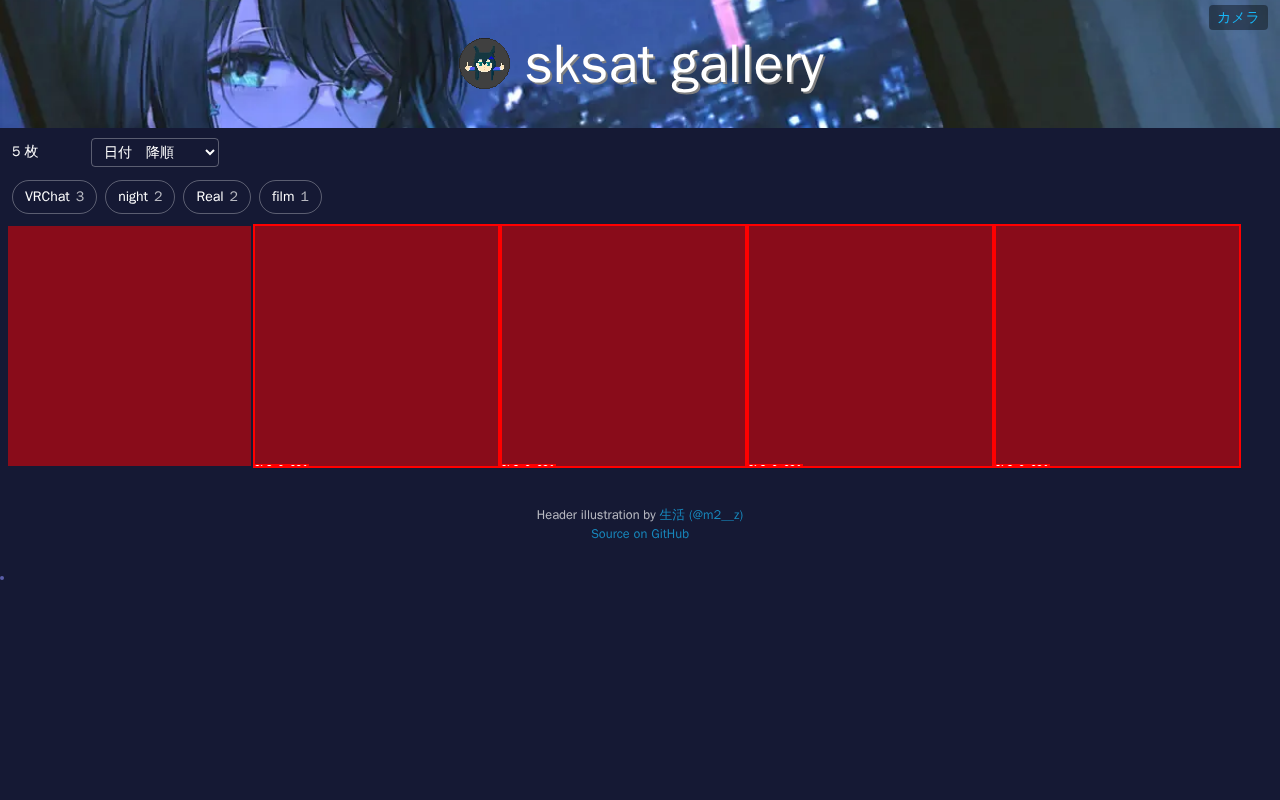 カメラ
sksat gallery
5 枚
日付　降順
VRChat 3
night 2
Real 2
film 1
Header illustration by 生活 (@m2__z)
Source on GitHub